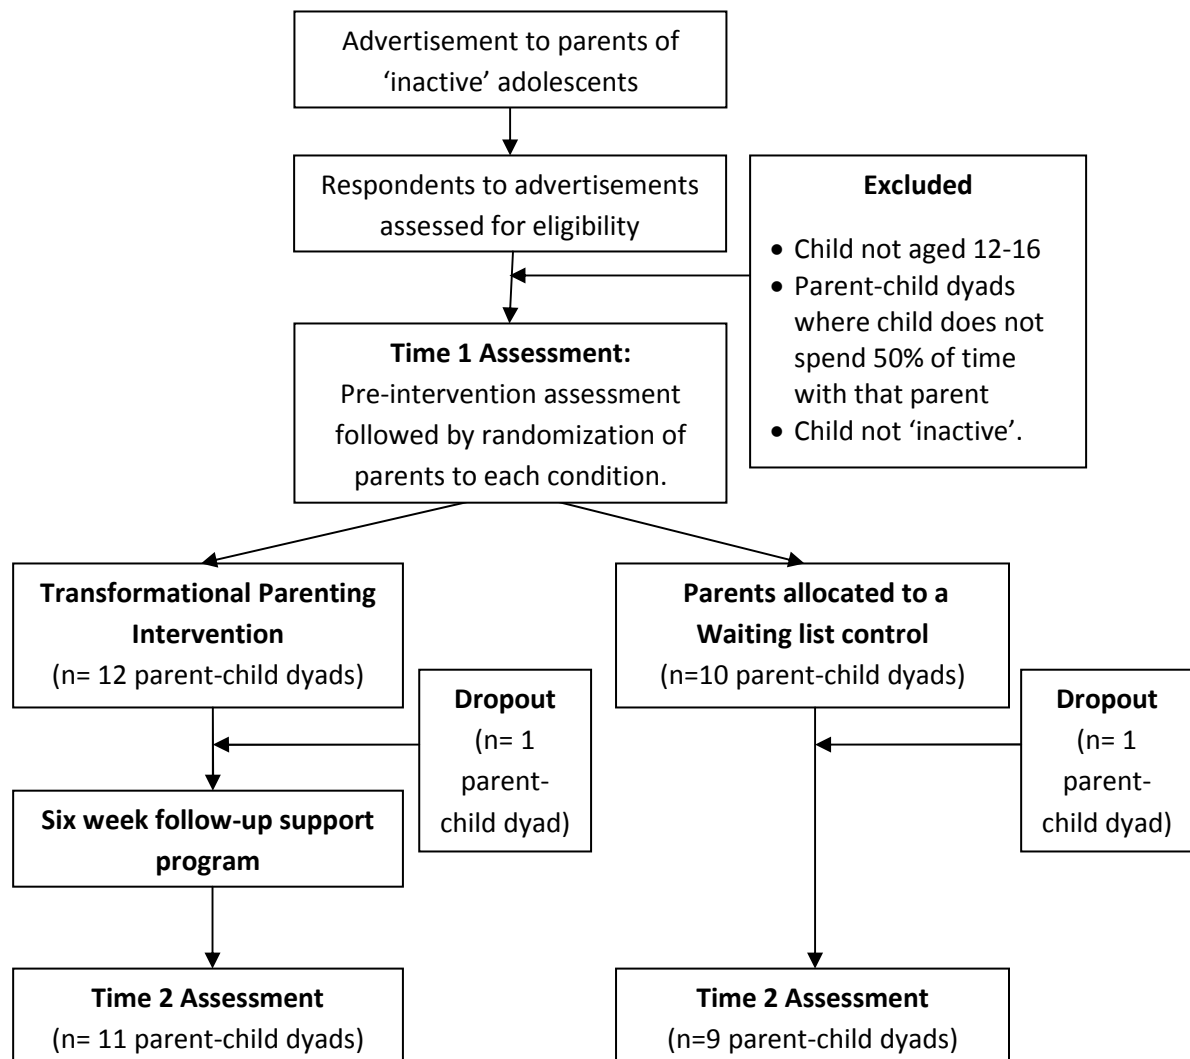 Advertisement to parents of
‘inactive’ adolescents
Respondents to advertisements
assessed for eligibility
Excluded
• Child not aged 12-16
• Parent-child dyads
where child does not
spend 50% of time
with that parent
• Child not ‘inactive’.
Time 1 Assessment:
Pre-intervention assessment
followed by randomization of
parents to each condition.
Transformational Parenting
Intervention
(n= 12 parent-child dyads)
Parents allocated to a
Waiting list control
(n=10 parent-child dyads)
Dropout
(n= 1
parent-
child dyad)
Dropout
(n= 1
parent-
child dyad)
Six week follow-up support
program
Time 2 Assessment
(n= 11 parent-child dyads)
Time 2 Assessment
(n=9 parent-child dyads)